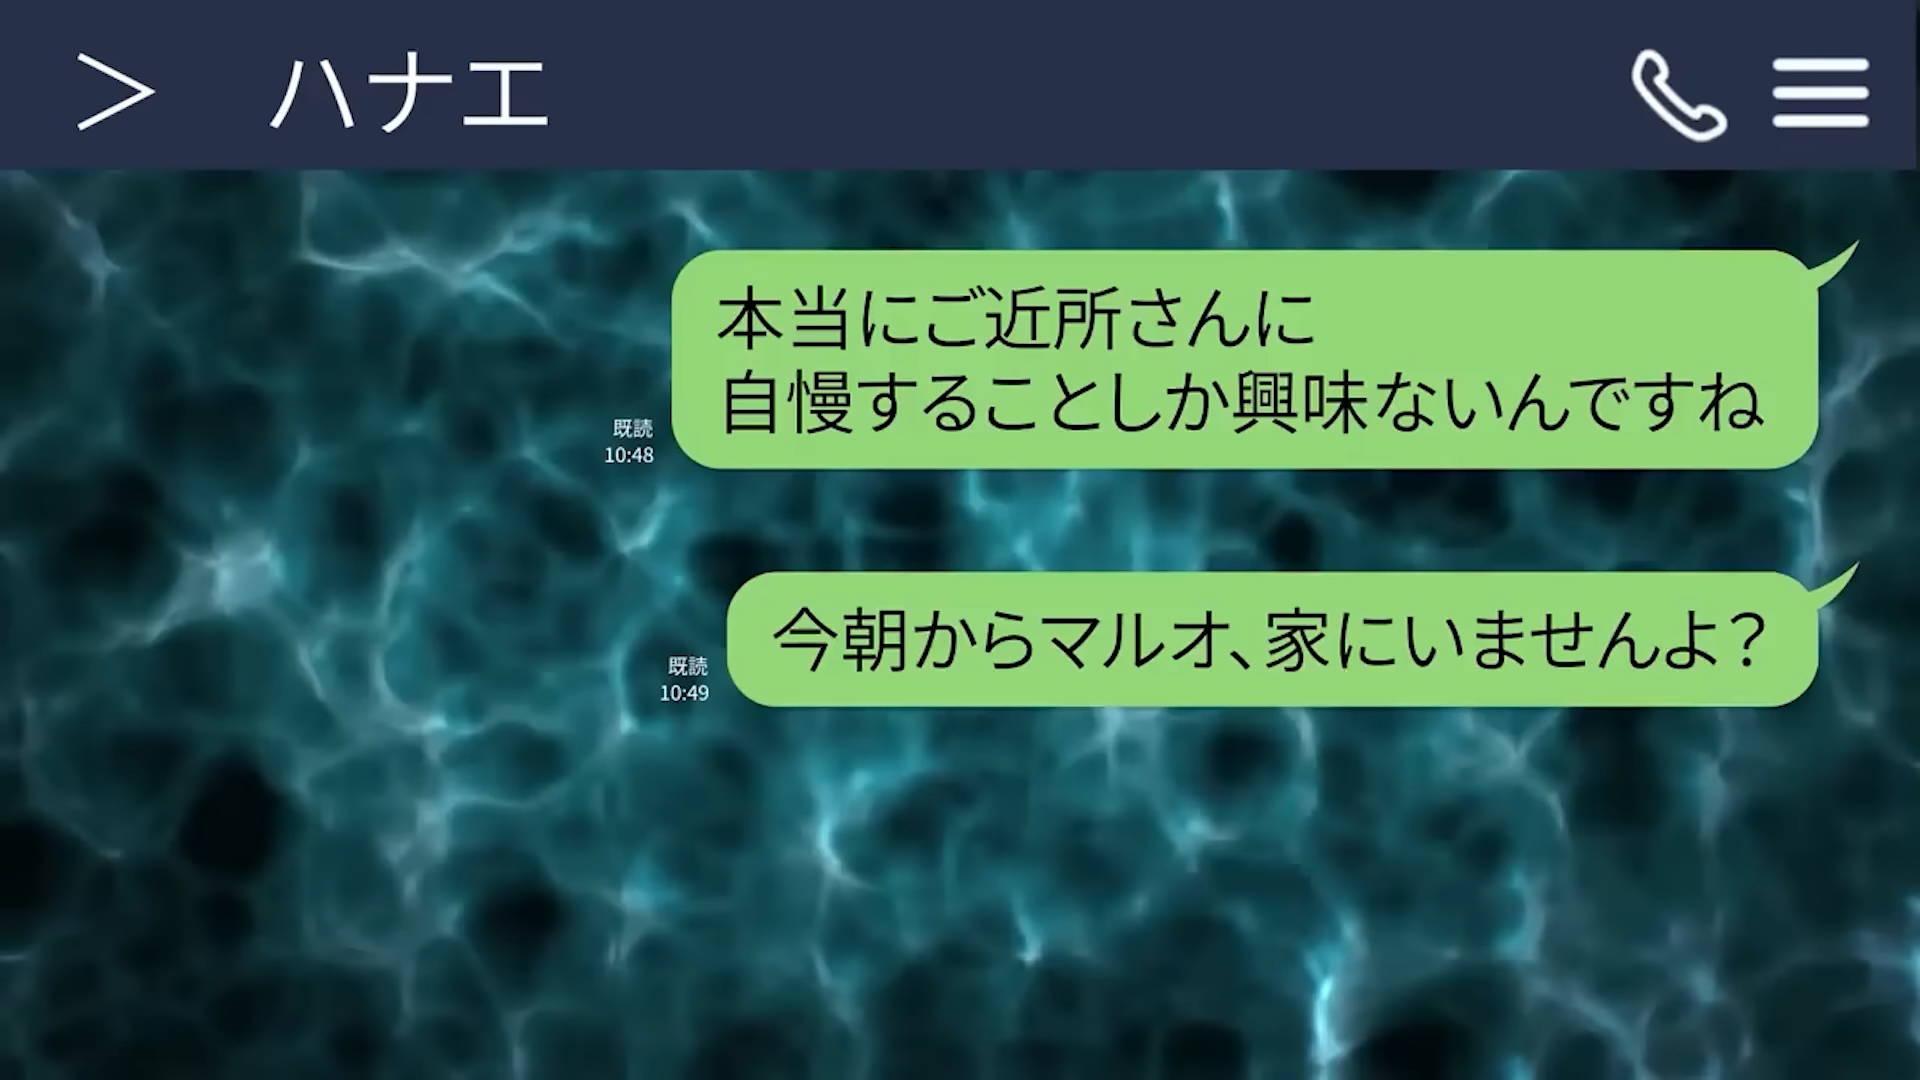 > ハナエ
本当にご近所さんに
自慢することしか興味ないんですね
既読
10:48
今朝からマルオ、家にいませんよ？
既読
10:49